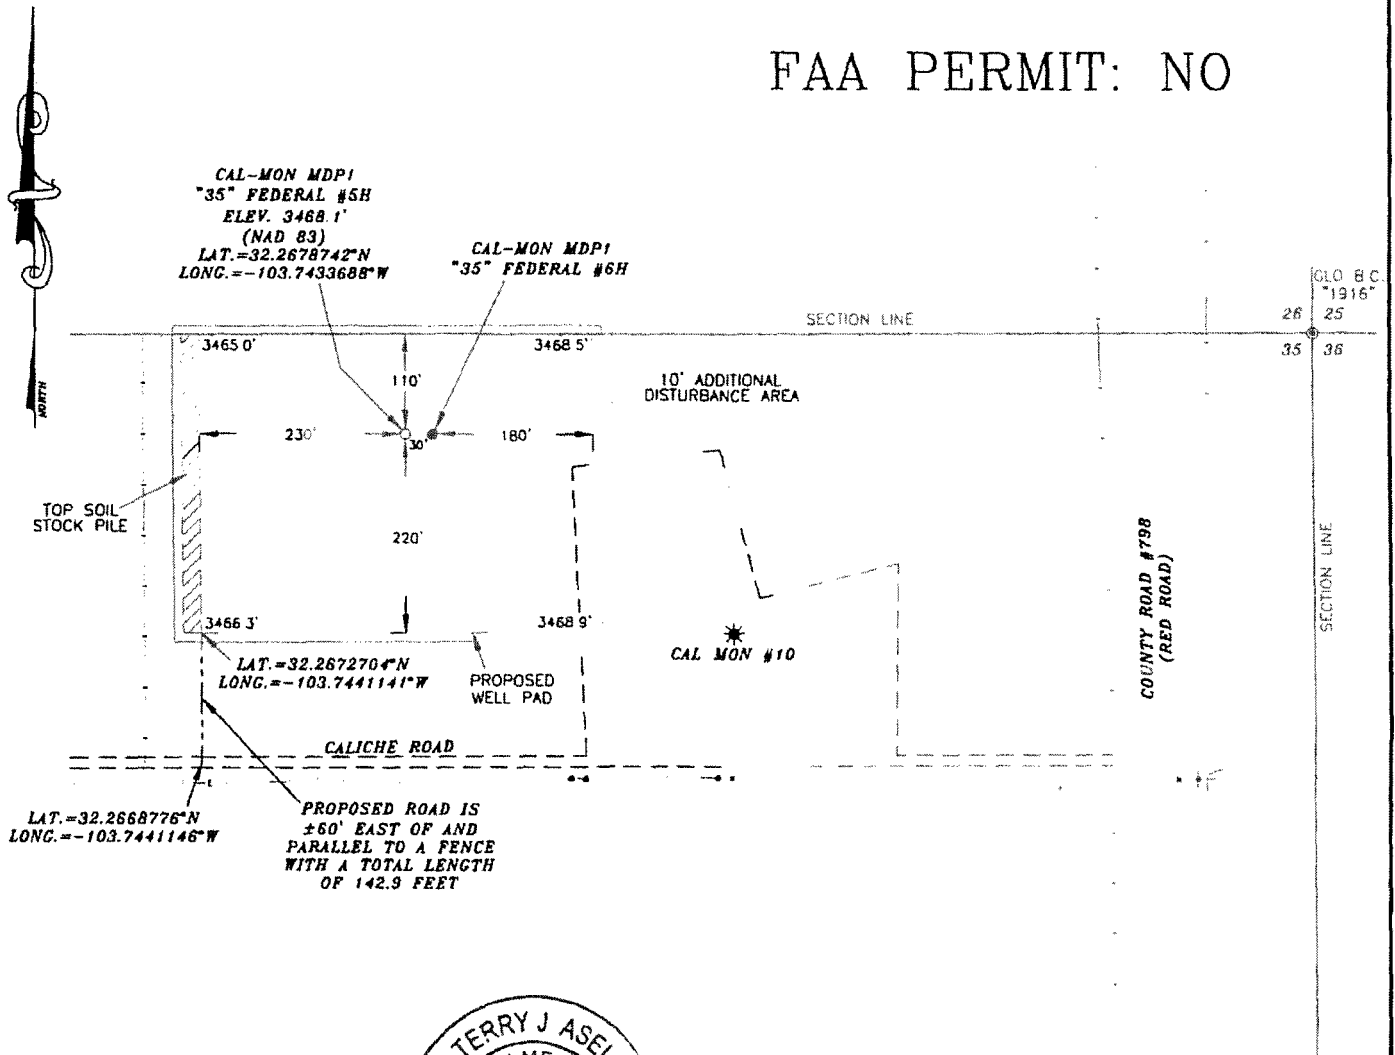 FAA PERMIT: NO
CAL-MON MDP1
"35" FEDERAL #5H
ELEV. 3468.1'
(NAD 83)
LAT.=32.2678742°N
LONG.=-103.7433688°W
CAL-MON MDP1
"35" FEDERAL #6H
GLO B.C.
"1916"
SECTION LINE
26 25
35 36
3465.0'
3468.5'
110'
10' ADDITIONAL
DISTURBANCE AREA
230'
30'
180'
NORTH
TOP SOIL
STOCK PILE
220'
COUNTY ROAD #798
(RED ROAD)
SECTION LINE
3466.3'
3468.9'
CAL MON #10
LAT.=32.2672704°N
LONG.=-103.7441141°W
PROPOSED
WELL PAD
CALICHE ROAD
LAT.=32.2668776°N
LONG.=-103.7441146°W
PROPOSED ROAD IS
±60' EAST OF AND
PARALLEL TO A FENCE
WITH A TOTAL LENGTH
OF 142.9 FEET
TERRY J